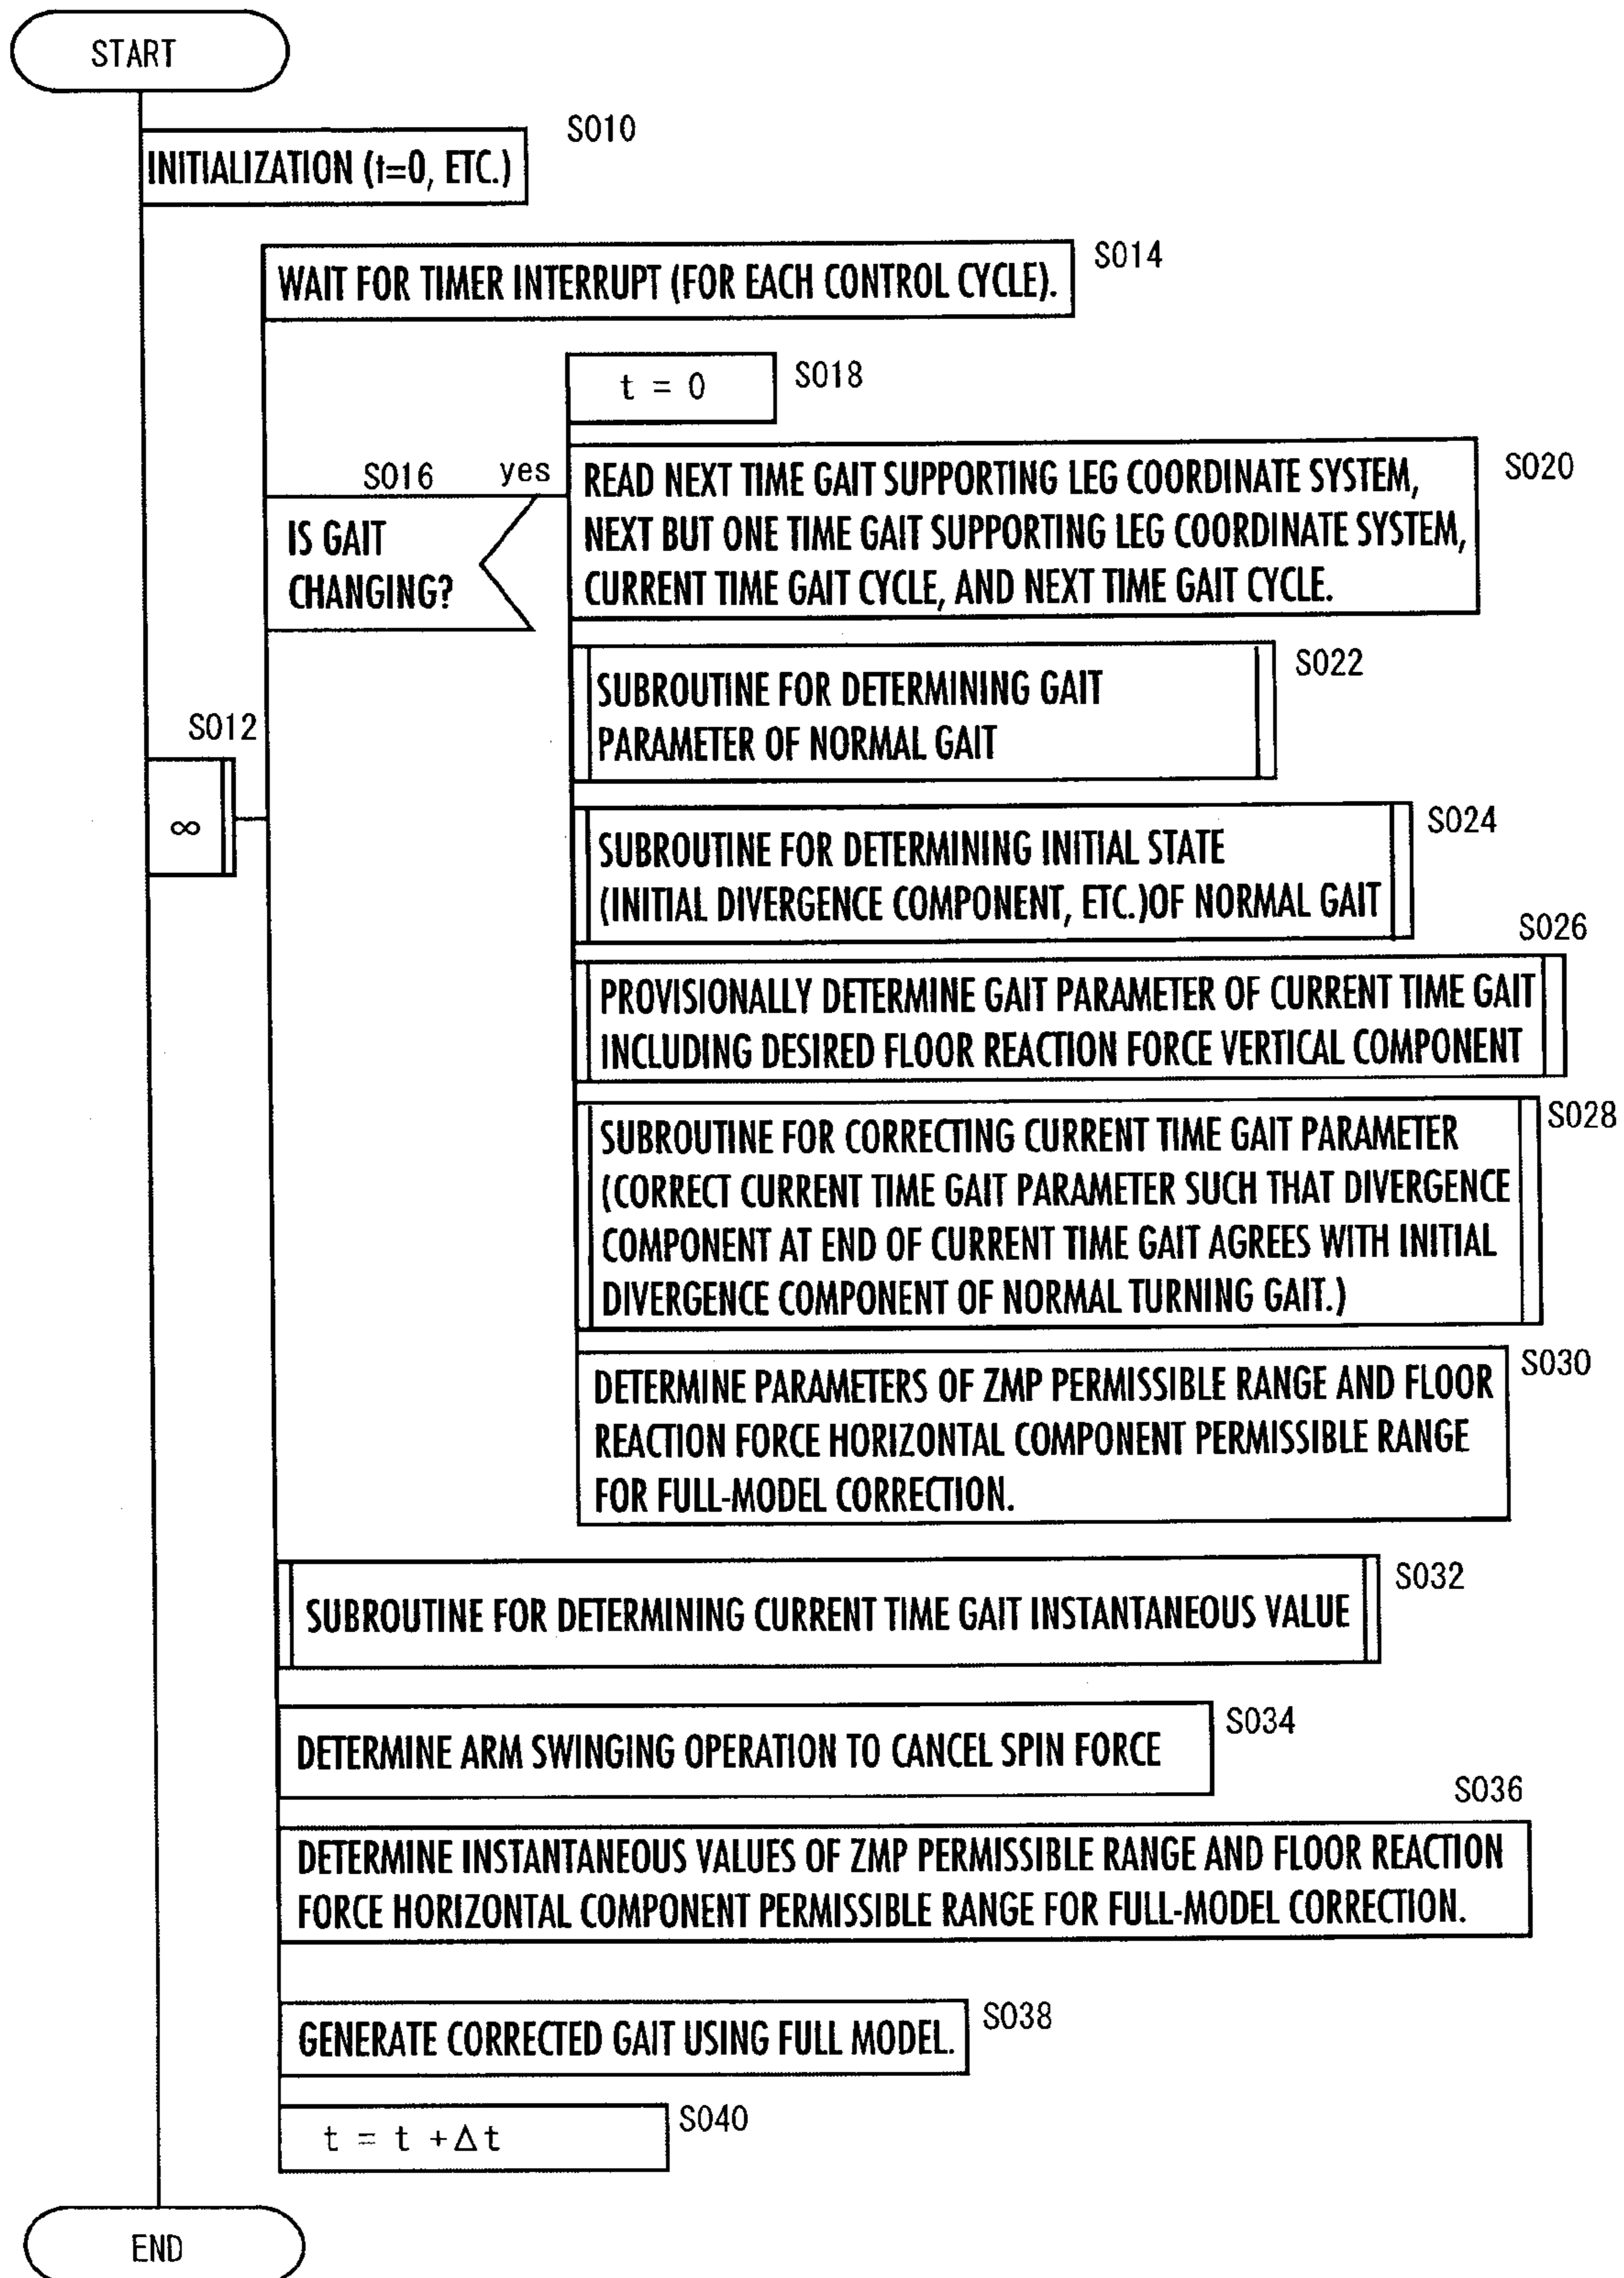 START
S010
INITIALIZATION (t=0, ETC.)
S014
WAIT FOR TIMER INTERRUPT (FOR EACH CONTROL CYCLE).
S018
t = 0
S016
yes
IS GAIT
CHANGING?
S020
READ NEXT TIME GAIT SUPPORTING LEG COORDINATE SYSTEM,
NEXT BUT ONE TIME GAIT SUPPORTING LEG COORDINATE SYSTEM,
CURRENT TIME GAIT CYCLE, AND NEXT TIME GAIT CYCLE.
S022
SUBROUTINE FOR DETERMINING GAIT
PARAMETER OF NORMAL GAIT
S012
∞
S024
SUBROUTINE FOR DETERMINING INITIAL STATE
(INITIAL DIVERGENCE COMPONENT, ETC.)OF NORMAL GAIT
S026
PROVISIONALLY DETERMINE GAIT PARAMETER OF CURRENT TIME GAIT
INCLUDING DESIRED FLOOR REACTION FORCE VERTICAL COMPONENT
S028
SUBROUTINE FOR CORRECTING CURRENT TIME GAIT PARAMETER
(CORRECT CURRENT TIME GAIT PARAMETER SUCH THAT DIVERGENCE
COMPONENT AT END OF CURRENT TIME GAIT AGREES WITH INITIAL
DIVERGENCE COMPONENT OF NORMAL TURNING GAIT.)
S030
DETERMINE PARAMETERS OF ZMP PERMISSIBLE RANGE AND FLOOR
REACTION FORCE HORIZONTAL COMPONENT PERMISSIBLE RANGE
FOR FULL-MODEL CORRECTION.
S032
SUBROUTINE FOR DETERMINING CURRENT TIME GAIT INSTANTANEOUS VALUE
S034
DETERMINE ARM SWINGING OPERATION TO CANCEL SPIN FORCE
S036
DETERMINE INSTANTANEOUS VALUES OF ZMP PERMISSIBLE RANGE AND FLOOR REACTION
FORCE HORIZONTAL COMPONENT PERMISSIBLE RANGE FOR FULL-MODEL CORRECTION.
S038
GENERATE CORRECTED GAIT USING FULL MODEL.
S040
t = t +Δt
END